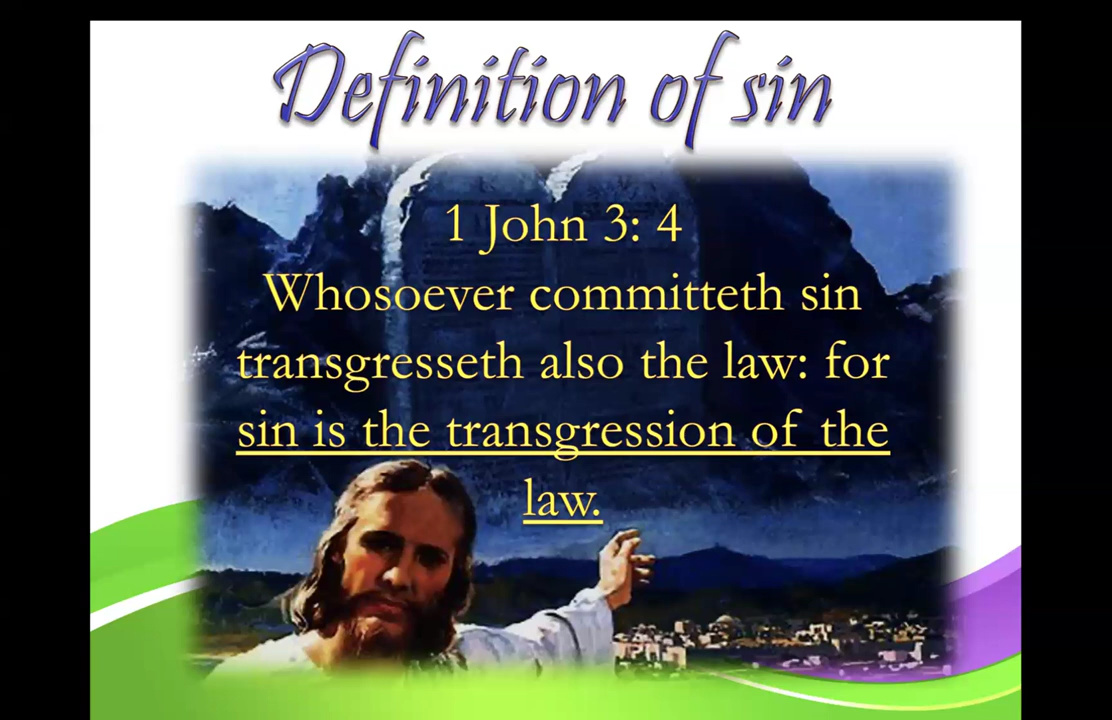 Definition of sin
1 John 3: 4
Whosoever committeth sin
transgresseth also the law: for
sin is the transgression of the
law.